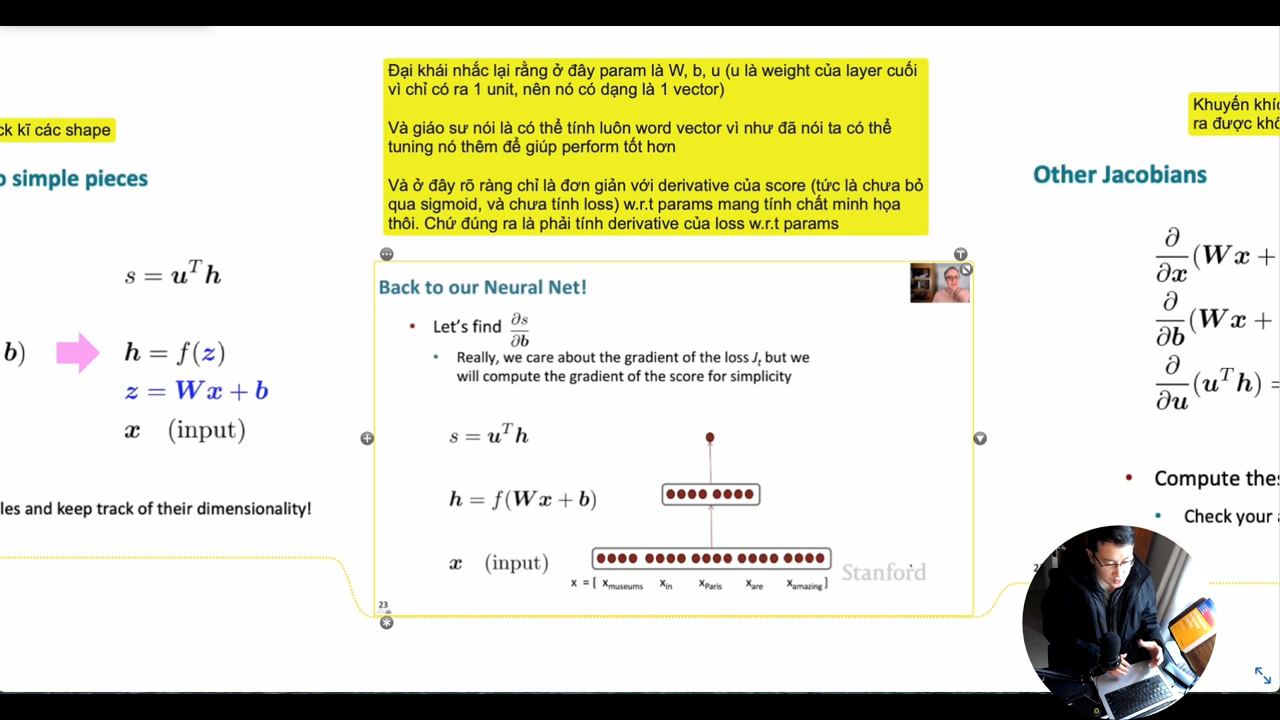 Đại khái nhắc lại rằng ở đây param là W, b, u (u là weight của layer cuối
vì chỉ có ra 1 unit, nên nó có dạng là 1 vector)
Và giáo sư nói là có thể tính luôn word vector vì như đã nói ta có thể
tuning nó thêm để giúp perform tốt hơn
Và ở đây rõ ràng chỉ là đơn giản với derivative của score (tức là chưa bỏ
qua sigmoid, và chưa tính loss) w.r.t params mang tính chất minh họa
thôi. Chứ đúng ra là phải tính derivative của loss w.r.t params
ck kĩ các shape
simple pieces
s = uᵀh
b)
h = f(z)
z = Wx + b
x (input)
les and keep track of their dimensionality!
Back to our Neural Net!
• Let's find ∂s/∂b
• Really, we care about the gradient of the loss Jₜ but we
will compute the gradient of the score for simplicity
s = uᵀh
h = f(Wx + b)
x (input)
x = [ x_museums x_in x_Paris x_are x_amazing ]
Stanford
23
Khuyến khíc
ra được khô
Other Jacobians
∂/∂x (Wx +
∂/∂b (Wx +
∂/∂u (uᵀh) =
• Compute these
• Check your